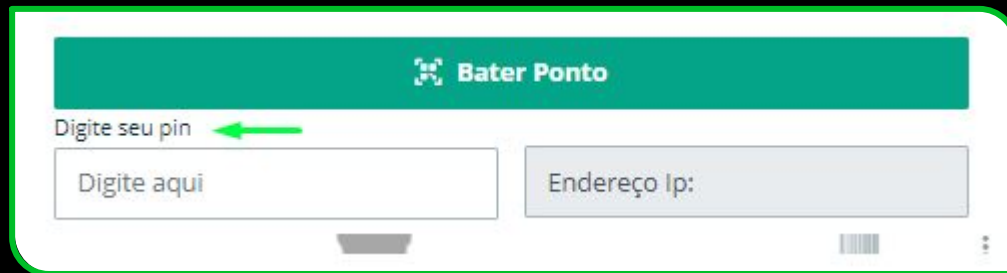 Bater Ponto
Digite seu pin
Digite aqui
Endereço Ip: